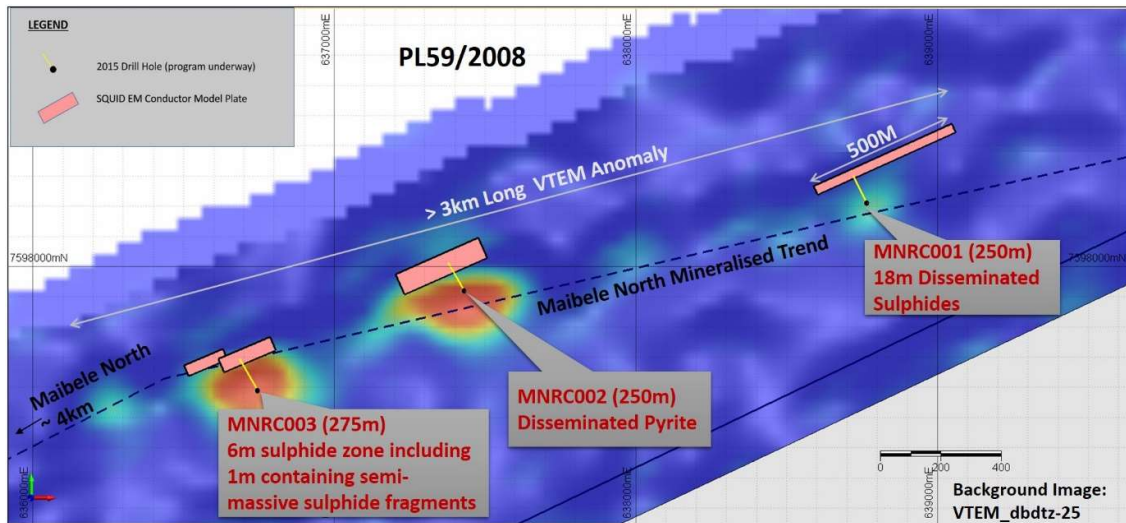 LEGEND
2015 Drill Hole (program underway)
SQUID EM Conductor Model Plate
637000mE
638000mE
639000mE
PL59/2008
> 3km Long VTEM Anomaly
500M
7598000mN
7598000mN
Maibele North Mineralised Trend
MNRC001 (250m)
18m Disseminated
Sulphides
Maibele North
~ 4km
MNRC002 (250m)
Disseminated Pyrite
MNRC003 (275m)
6m sulphide zone including
1m containing semi-
massive sulphide fragments
0 200 400
636000mE
638000mE
639000mE
Background Image:
VTEM_dbdtz-25